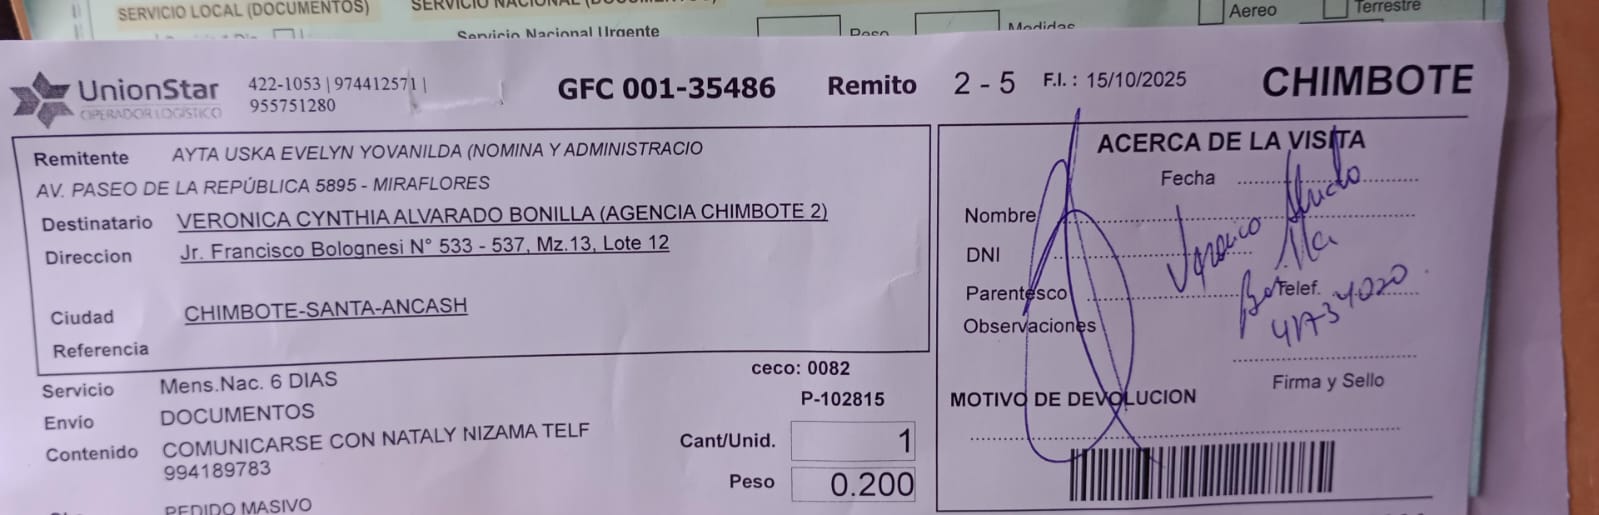 SERVICIO LOCAL (DOCUMENTOS)
SERVICIO NACIONAL
Aereo
Terrestre
Servicio Nacional Urgente
Peso
Medidas
UnionStar
OPERADOR LOGÍSTICO
422-1053 | 974412571 |
955751280
GFC 001-35486
Remito 2 - 5
F.I. : 15/10/2025
CHIMBOTE
Remitente AYTA USKA EVELYN YOVANILDA (NOMINA Y ADMINISTRACIO
AV. PASEO DE LA REPÚBLICA 5895 - MIRAFLORES
Destinatario VERONICA CYNTHIA ALVARADO BONILLA (AGENCIA CHIMBOTE 2)
Direccion Jr. Francisco Bolognesi N° 533 - 537, Mz.13, Lote 12
Ciudad CHIMBOTE-SANTA-ANCASH
Referencia
Servicio Mens.Nac. 6 DIAS
Envío DOCUMENTOS
Contenido COMUNICARSE CON NATALY NIZAMA TELF
994189783
PEDIDO MASIVO
ceco: 0082
P-102815
Cant/Unid. 1
Peso 0.200
ACERCA DE LA VISITA
Fecha
Nombre
DNI
Parentesco
Telef.
Observaciones
Firma y Sello
MOTIVO DE DEVOLUCION